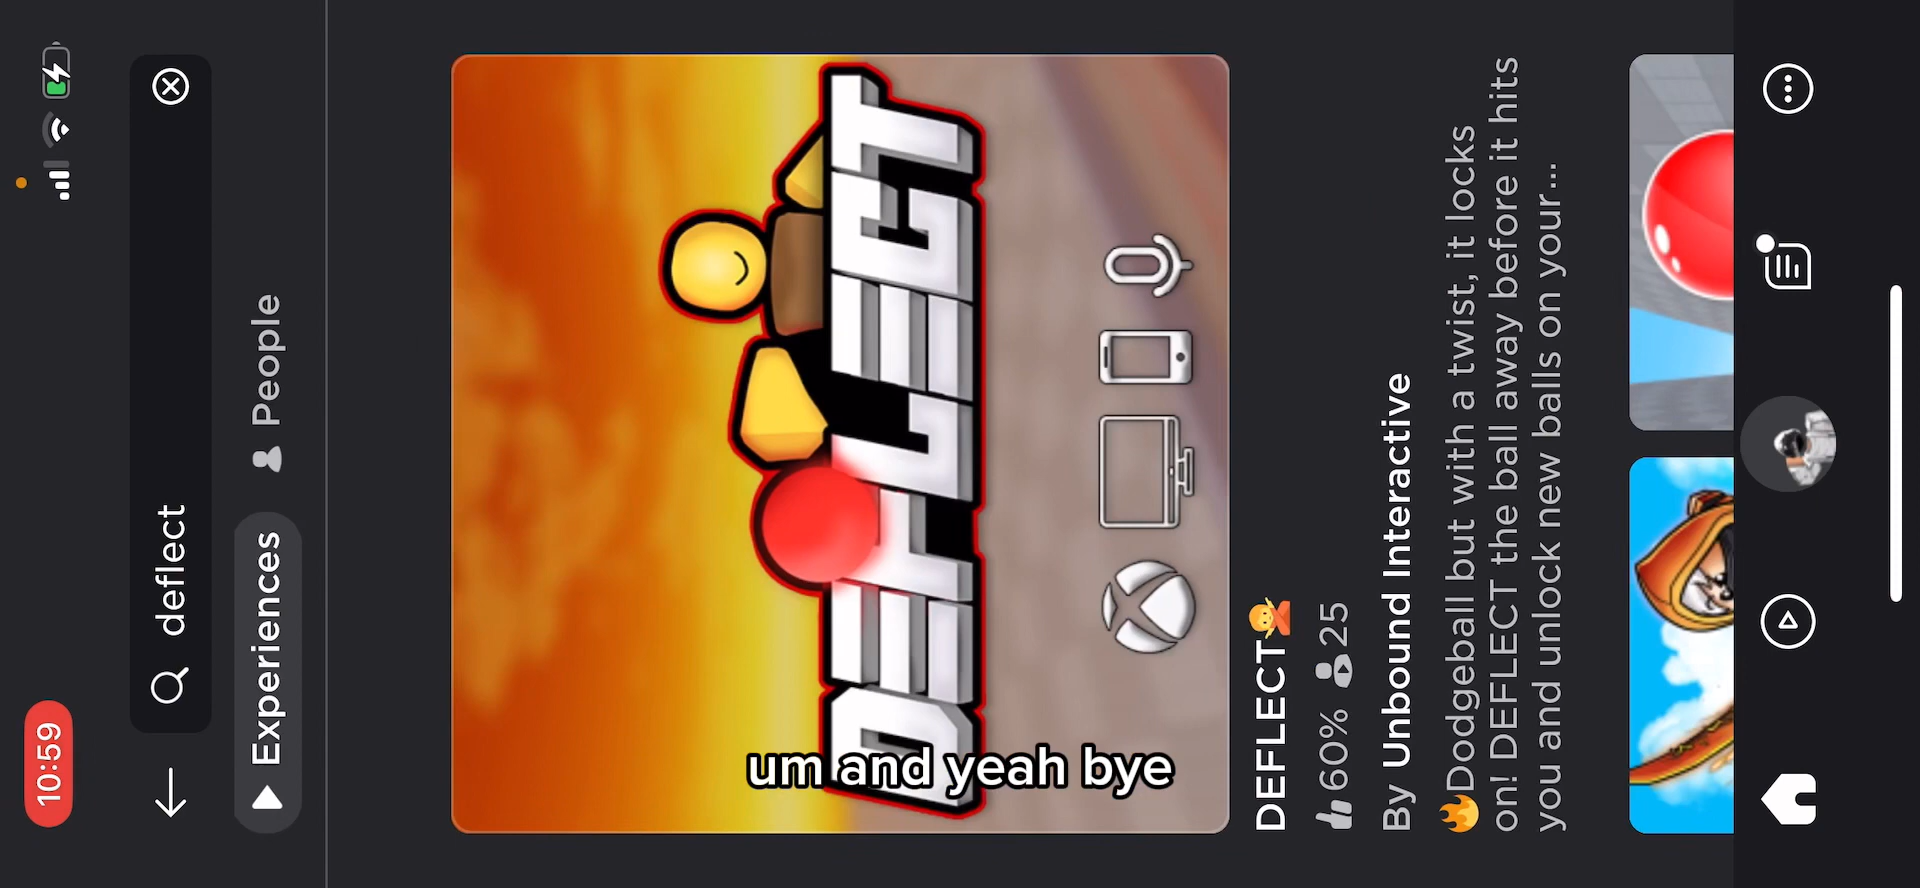 10:59
deflect
Experiences
People
DEFLECT
DEFLECT🙅
60% 25
By Unbound Interactive
🔥Dodgeball but with a twist, it locks
on! DEFLECT the ball away before it hits
you and unlock new balls on your...
um and yeah bye